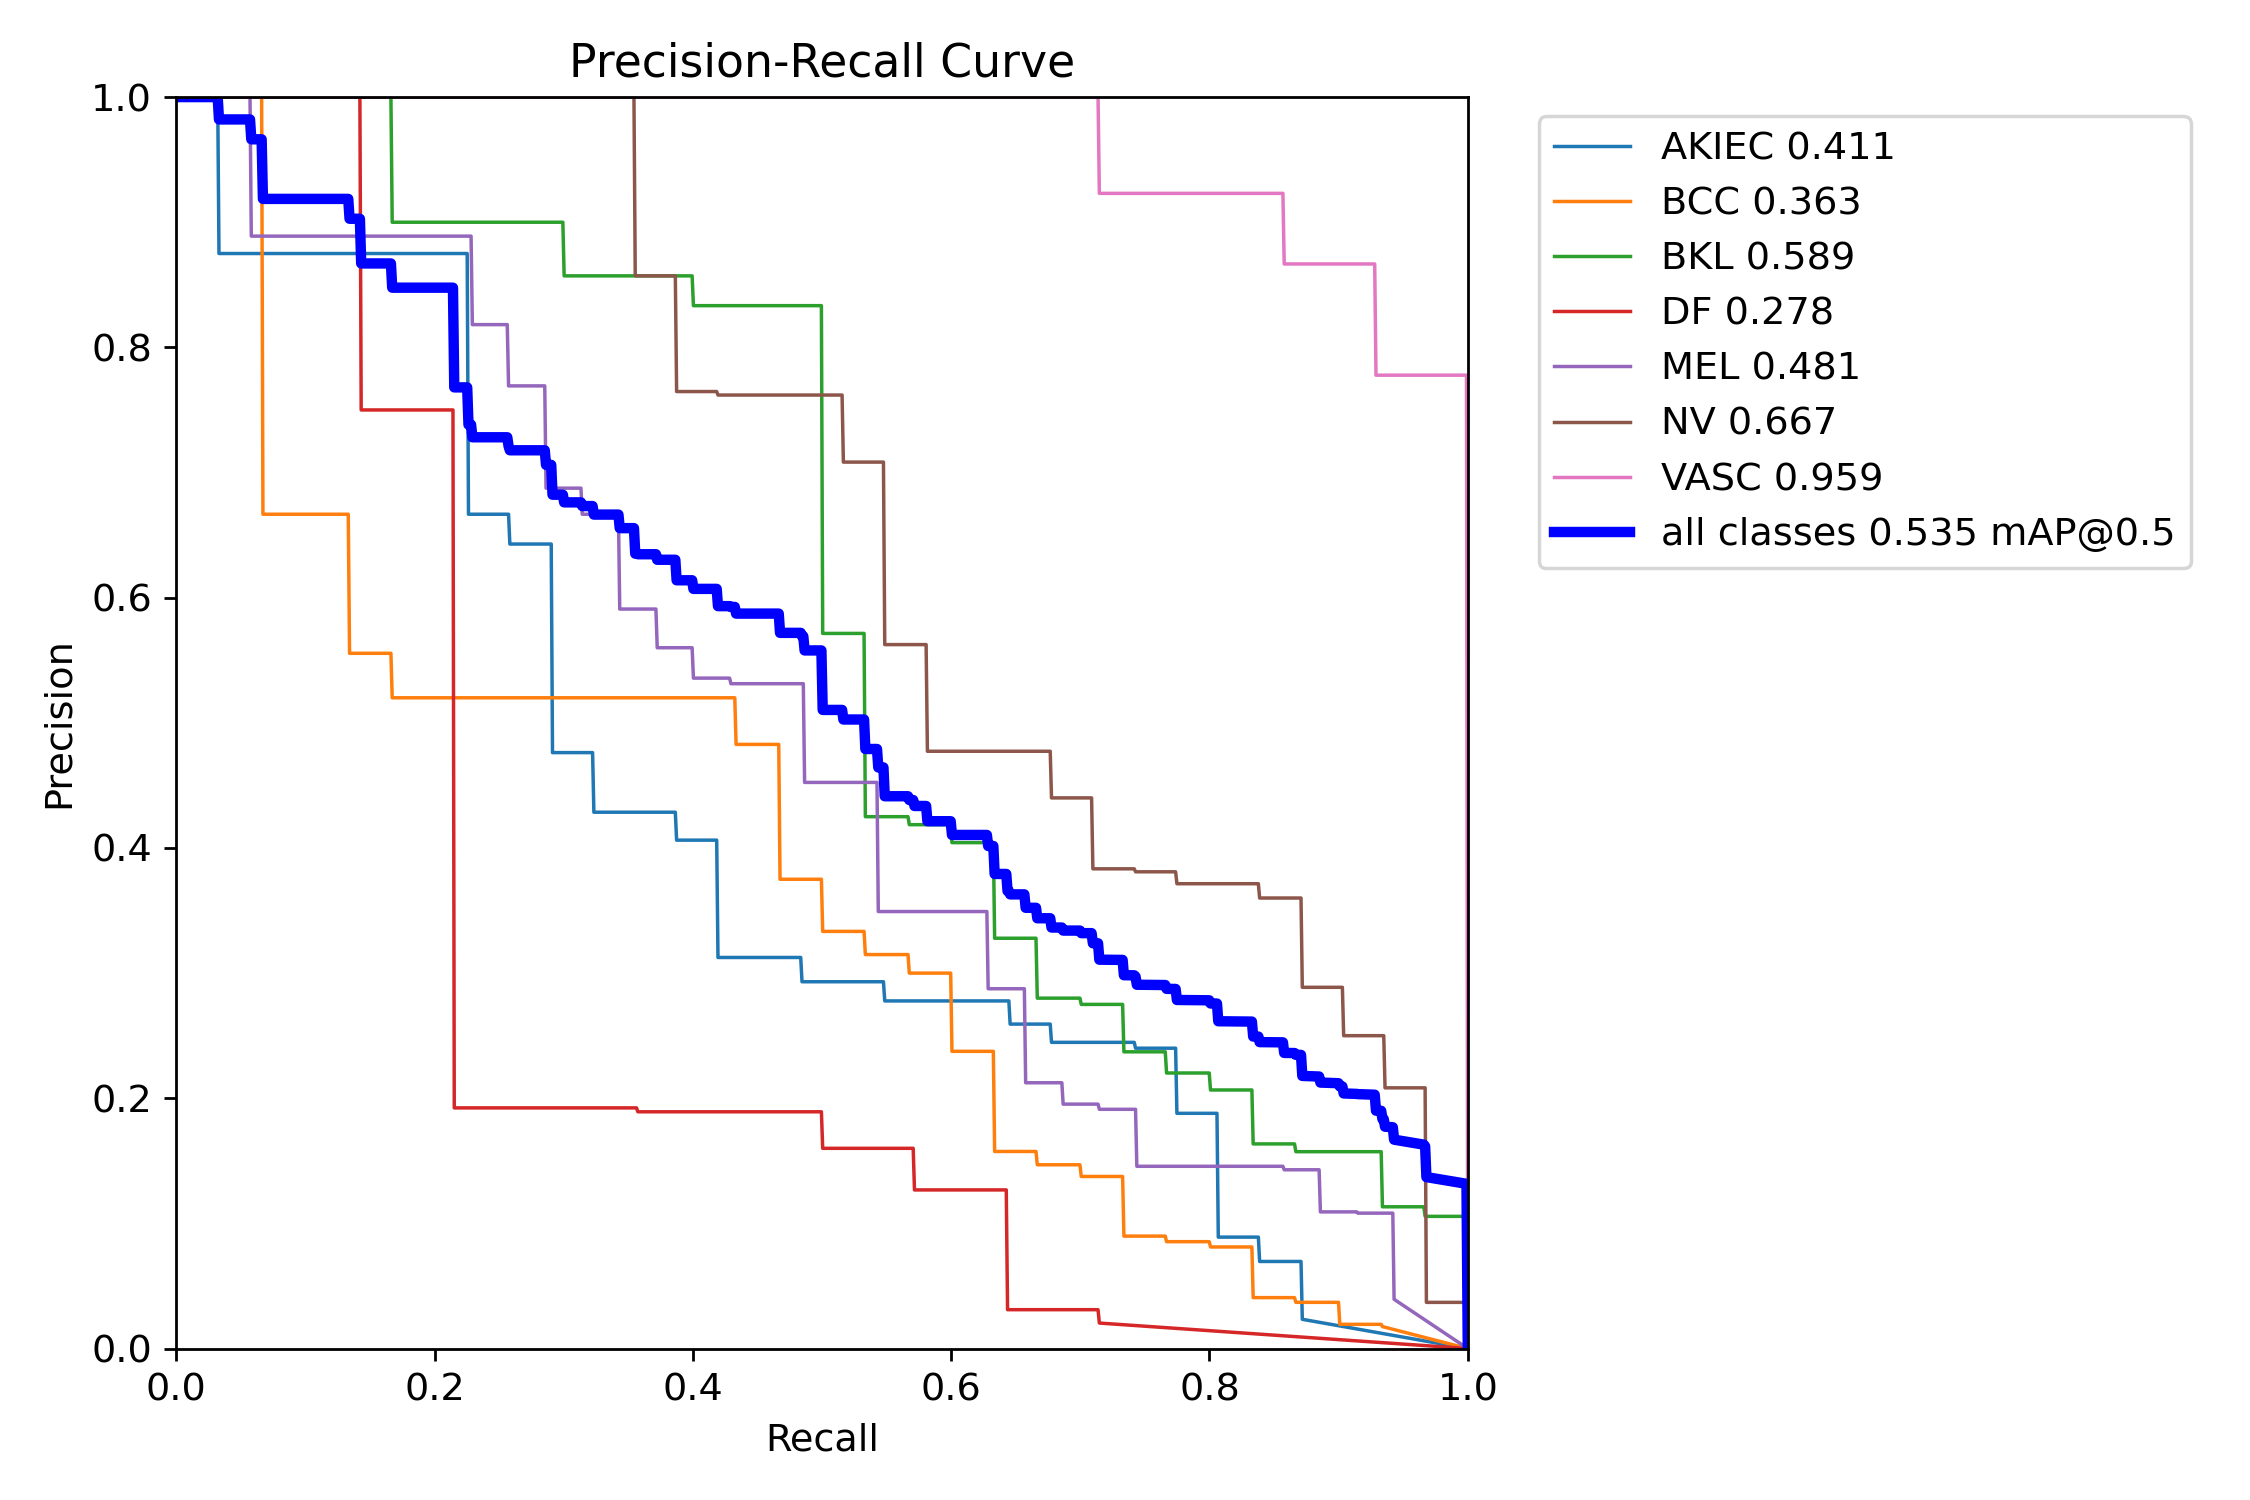 Precision-Recall Curve
1.0
0.8
0.6
0.4
0.2
0.0
Precision
0.0 0.2 0.4 0.6 0.8 1.0
Recall
AKIEC 0.411
BCC 0.363
BKL 0.589
DF 0.278
MEL 0.481
NV 0.667
VASC 0.959
all classes 0.535 mAP@0.5